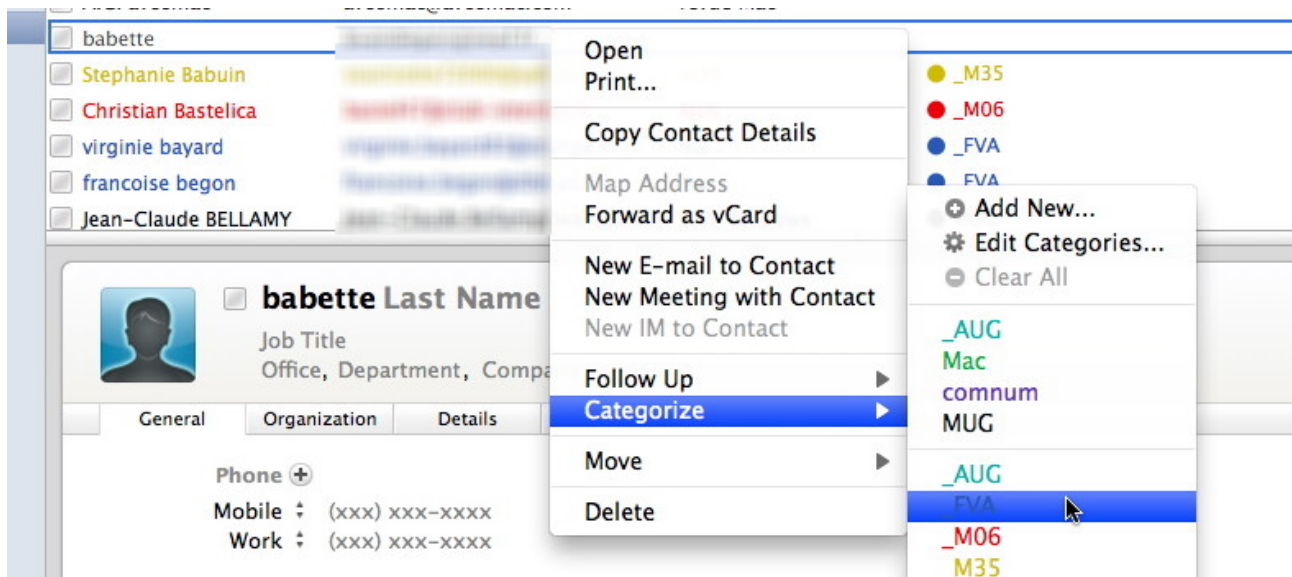 babette
Stephanie Babuin _M35
Christian Bastelica _M06
virginie bayard _FVA
francoise begon _FVA
Jean-Claude BELLAMY
Open
Print...
Copy Contact Details
Map Address
Forward as vCard
New E-mail to Contact
New Meeting with Contact
New IM to Contact
Follow Up
Categorize
Move
Delete
Add New...
Edit Categories...
Clear All
_AUG
Mac
comnum
MUG
_AUG
_FVA
_M06
_M35
babette Last Name
Job Title
Office, Department, Compa
General Organization Details
Phone
Mobile (xxx) xxx-xxxx
Work (xxx) xxx-xxxx